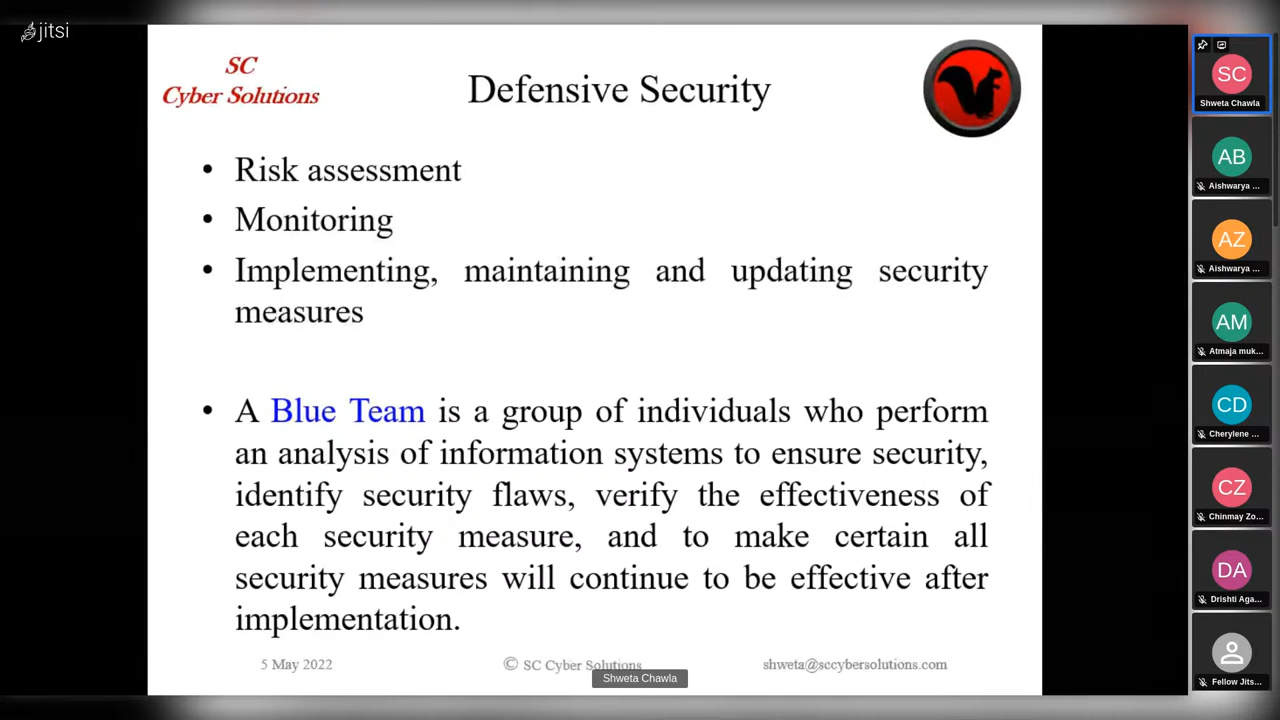 jitsi
SC
Cyber Solutions
Defensive Security
• Risk assessment
• Monitoring
• Implementing, maintaining and updating security
measures
• A Blue Team is a group of individuals who perform
an analysis of information systems to ensure security,
identify security flaws, verify the effectiveness of
each security measure, and to make certain all
security measures will continue to be effective after
implementation.
5 May 2022
© SC Cyber Solutions
shweta@sccybersolutions.com
Shweta Chawla
SC
Shweta Chawla
AB
Aishwarya ...
AZ
Aishwarya ...
AM
Atmaja muk...
CD
Cherylene ...
CZ
Chinmay Zo...
DA
Drishti Aga...
Fellow Jits...